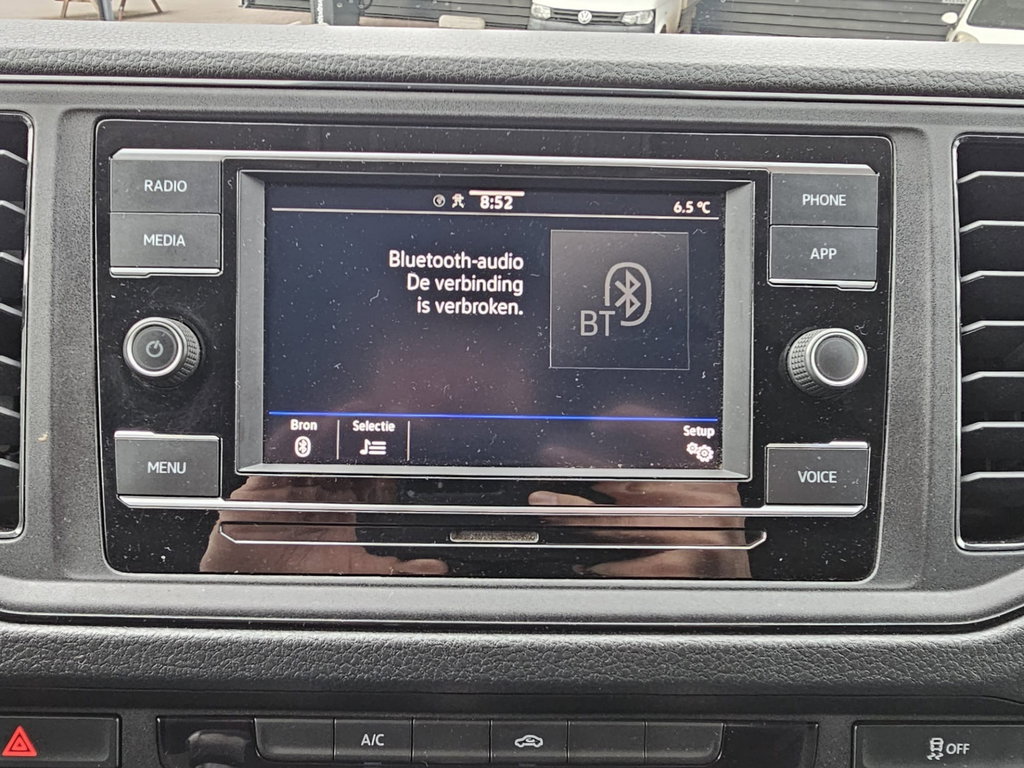 RADIO
MEDIA
MENU
8:52
6.5 °C
Bluetooth-audio
De verbinding
is verbroken.
BT
Bron
Selectie
Setup
PHONE
APP
VOICE
A/C
OFF